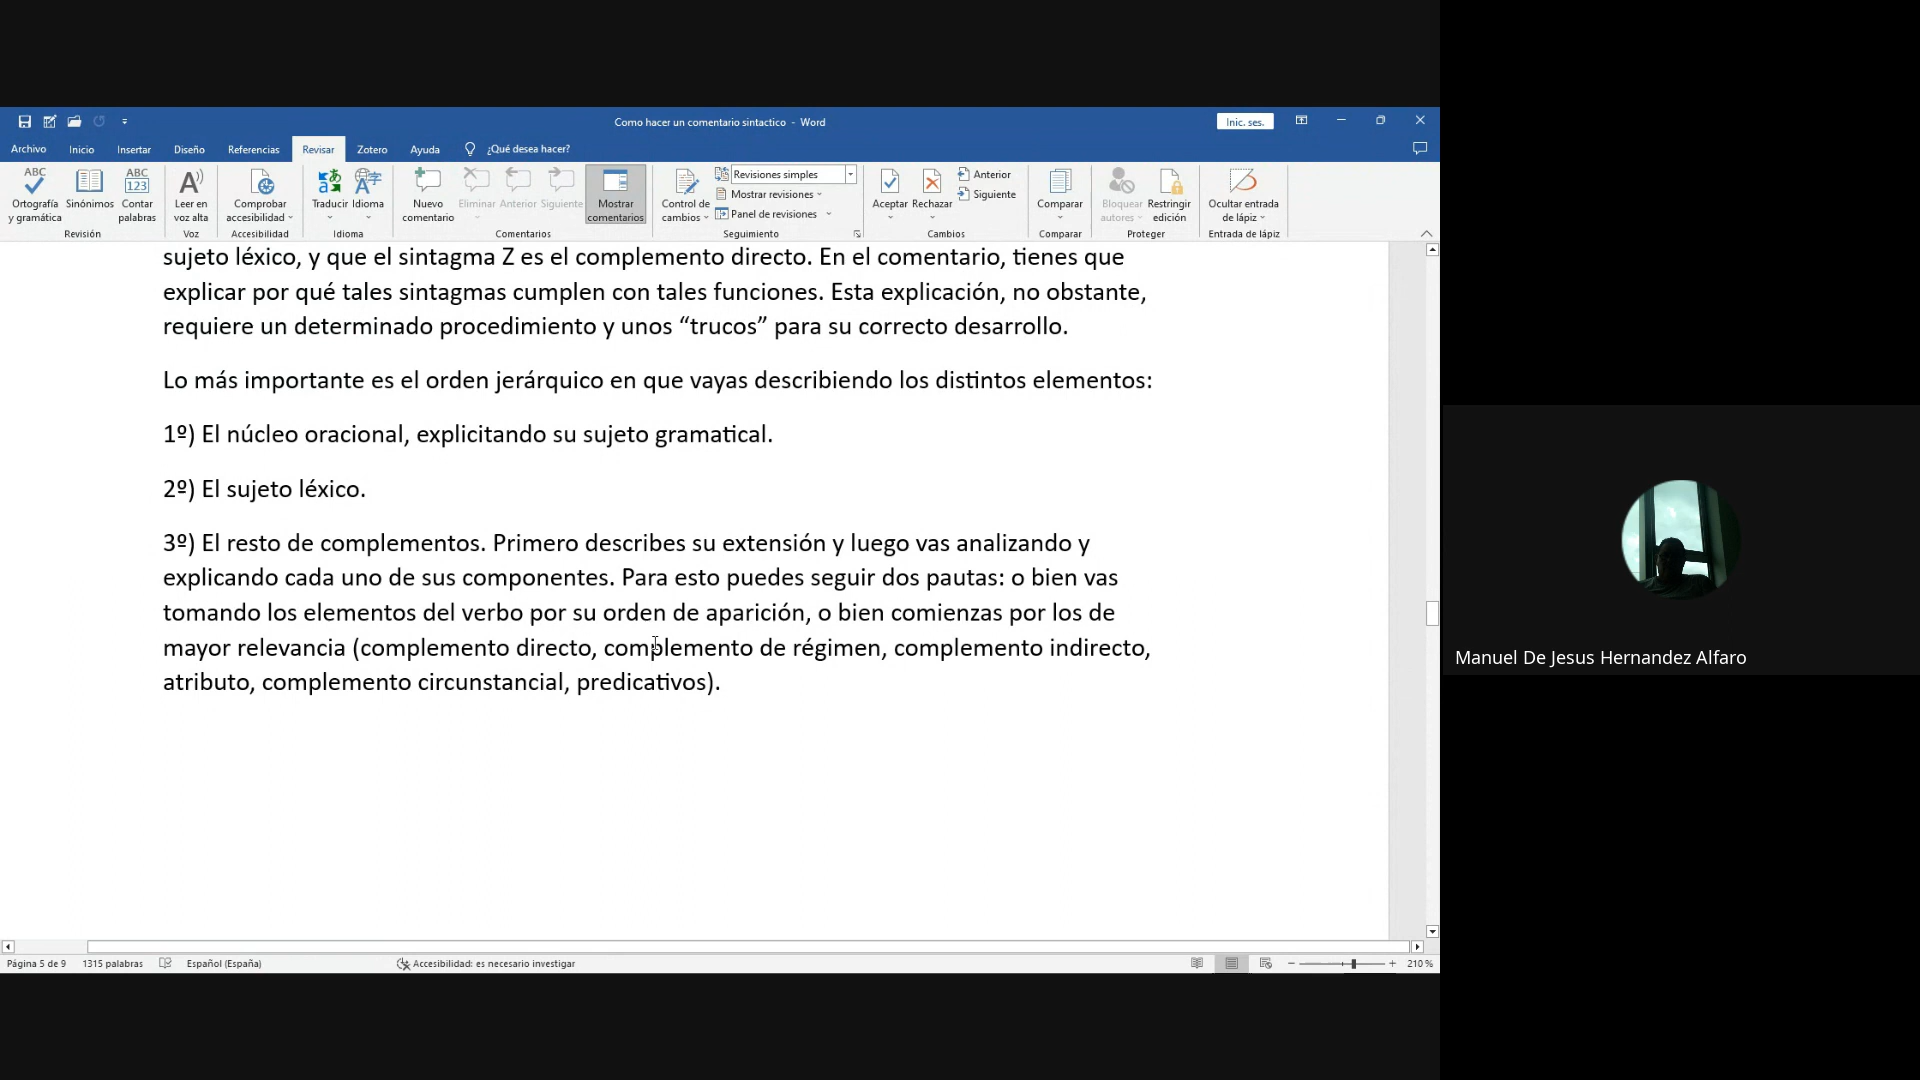 Como hacer un comentario sintactico - Word
Inic. ses.
Archivo Inicio Insertar Diseño Referencias Revisar Zotero Ayuda ¿Qué desea hacer?
ABC
Ortografía y gramática
Sinónimos
ABC 123
Contar palabras
Revisión
A
Leer en voz alta
Voz
Comprobar accesibilidad
Accesibilidad
Traducir
Idioma
Idioma
Nuevo comentario
Eliminar
Anterior
Siguiente
Mostrar comentarios
Comentarios
Control de cambios
Revisiones simples
Mostrar revisiones
Panel de revisiones
Seguimiento
Aceptar
Rechazar
Anterior
Siguiente
Cambios
Comparar
Comparar
Bloquear autores
Restringir edición
Proteger
Ocultar entrada de lápiz
Entrada de lápiz
sujeto léxico, y que el sintagma Z es el complemento directo. En el comentario, tienes que
explicar por qué tales sintagmas cumplen con tales funciones. Esta explicación, no obstante,
requiere un determinado procedimiento y unos “trucos” para su correcto desarrollo.
Lo más importante es el orden jerárquico en que vayas describiendo los distintos elementos:
1º) El núcleo oracional, explicitando su sujeto gramatical.
2º) El sujeto léxico.
3º) El resto de complementos. Primero describes su extensión y luego vas analizando y
explicando cada uno de sus componentes. Para esto puedes seguir dos pautas: o bien vas
tomando los elementos del verbo por su orden de aparición, o bien comienzas por los de
mayor relevancia (complemento directo, complemento de régimen, complemento indirecto,
atributo, complemento circunstancial, predicativos).
Página 5 de 9 1315 palabras Español (España) Accesibilidad: es necesario investigar 210 %
Manuel De Jesus Hernandez Alfaro